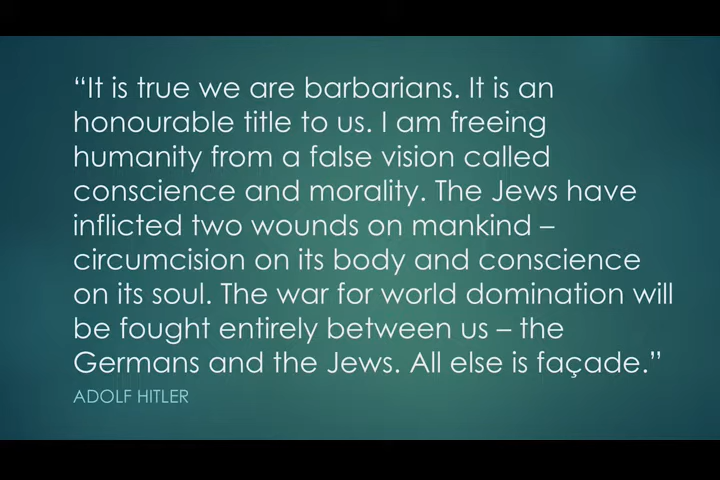 “It is true we are barbarians. It is an
honourable title to us. I am freeing
humanity from a false vision called
conscience and morality. The Jews have
inflicted two wounds on mankind –
circumcision on its body and conscience
on its soul. The war for world domination will
be fought entirely between us – the
Germans and the Jews. All else is façade.”
ADOLF HITLER